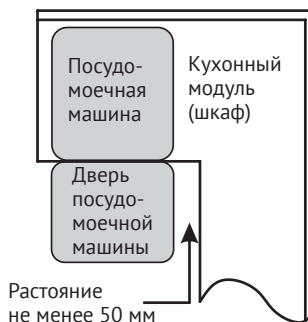 Посудо-
моечная
машина
Кухонный
модуль
(шкаф)
Дверь
посудо-
моечной
машины
Растояние
не менее 50 мм